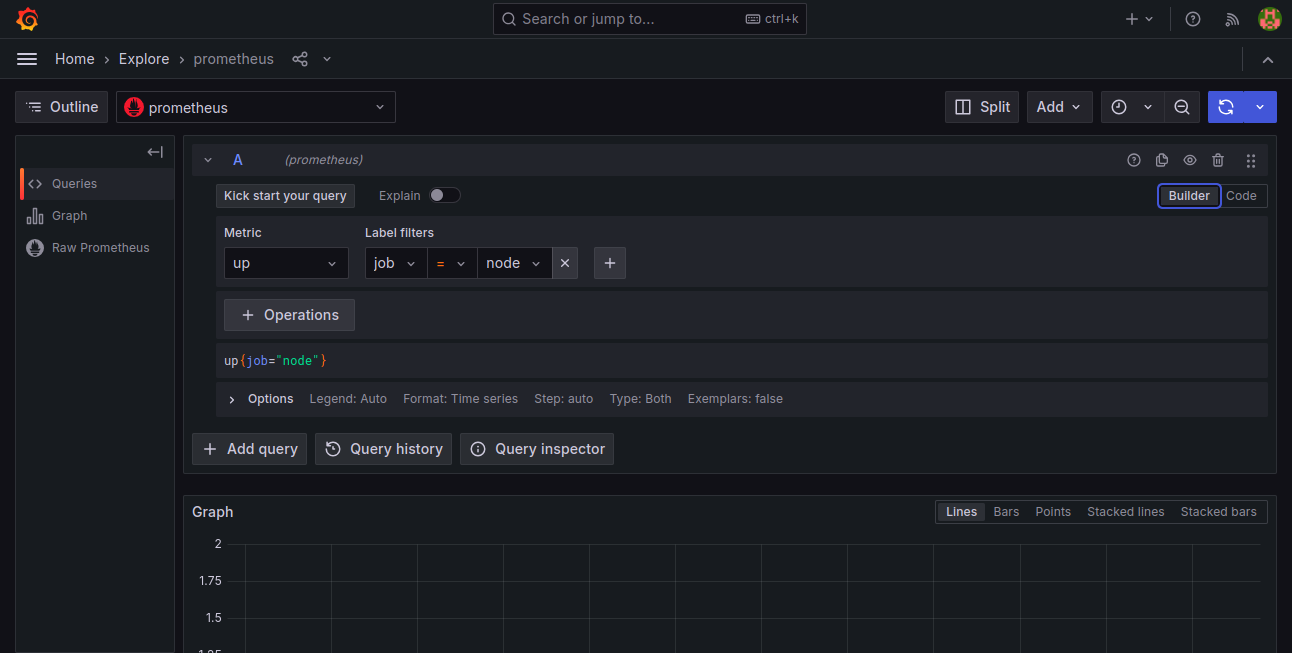 Search or jump to... ctrl+k
Home › Explore › prometheus
Outline prometheus Split Add
Queries
Graph
Raw Prometheus
A (prometheus)
Kick start your query Explain Builder Code
Metric Label filters
up job = node
Operations
up{job="node"}
Options Legend: Auto Format: Time series Step: auto Type: Both Exemplars: false
Add query Query history Query inspector
Graph Lines Bars Points Stacked lines Stacked bars
2
1.75
1.5